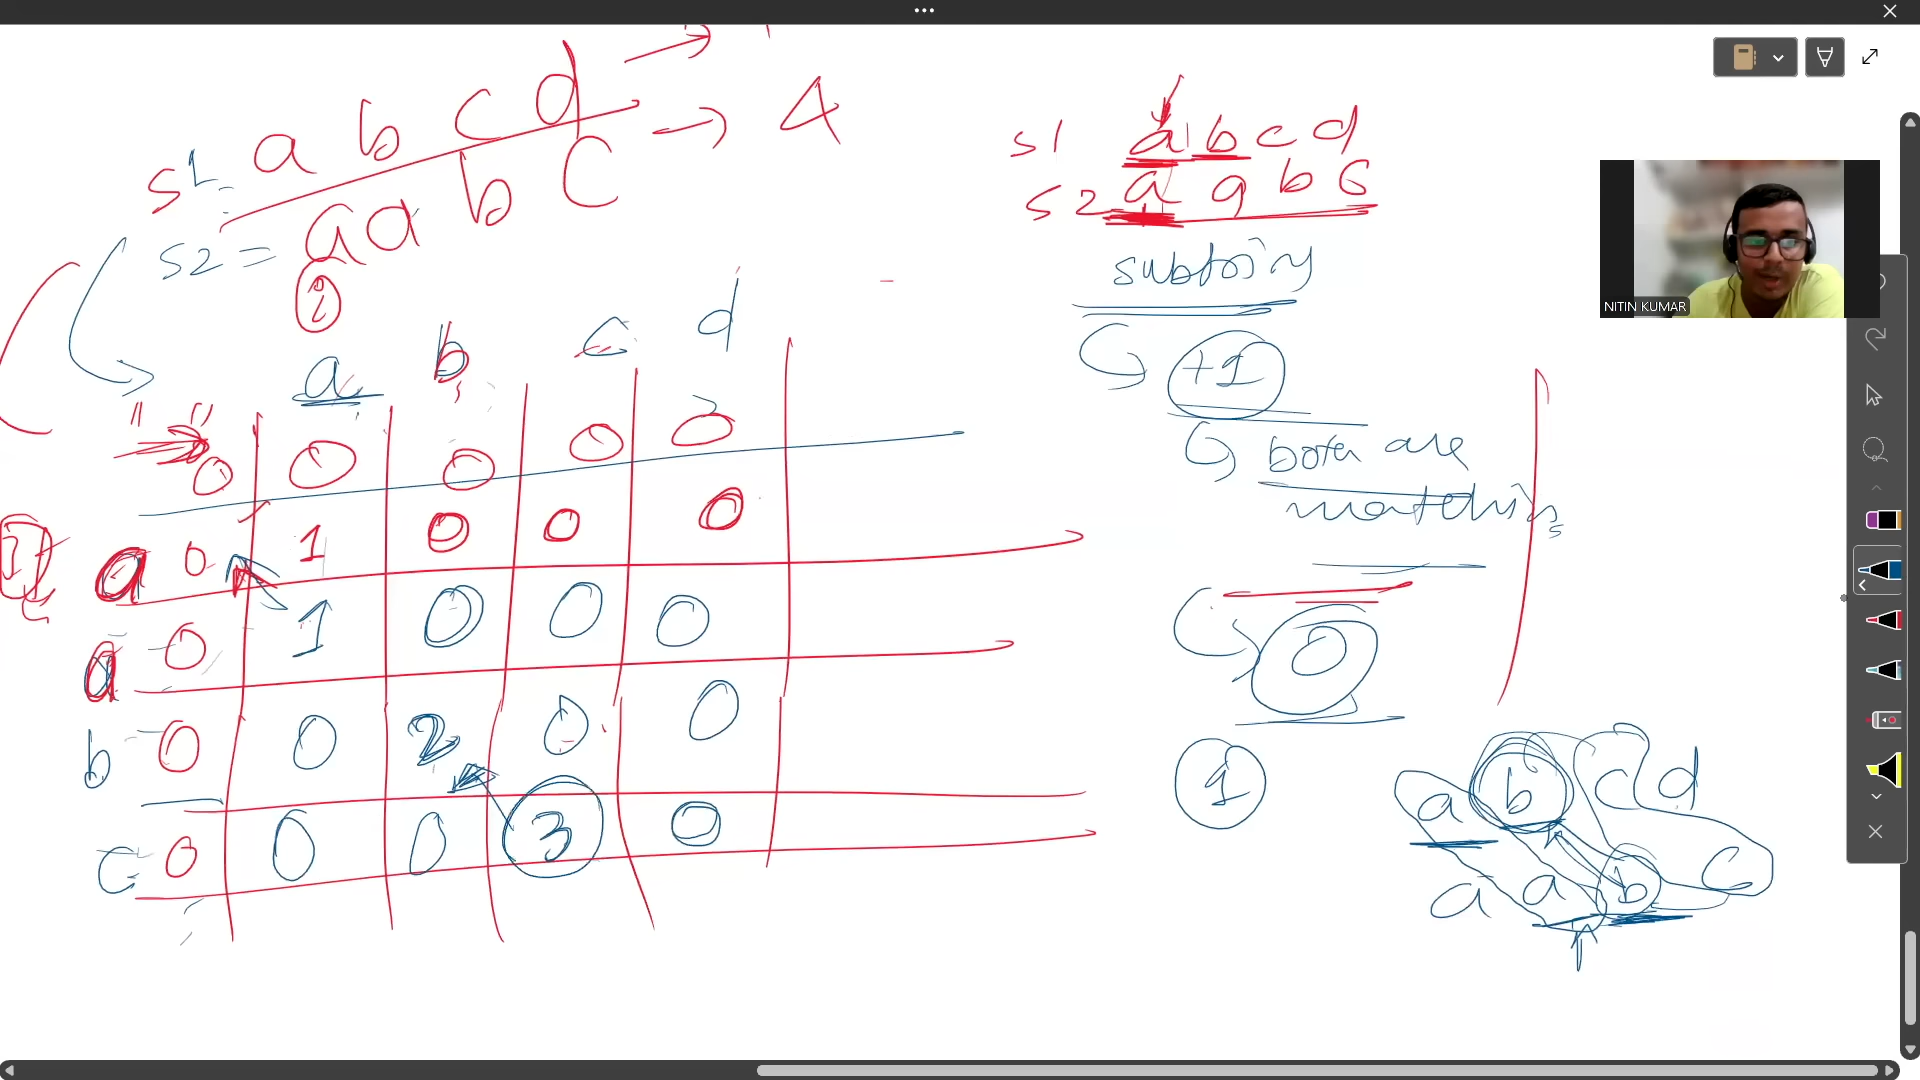 s1 = a b c d →
s2 = a a b c → 4
i
a b c d
" " 0 0 0 0 0
a 0 1 0 0 0
a 0 1 0 0 0
b 0 0 2 0 0
c 0 0 0 3 0
s1 a b c d
s2 a a b c
substring
+1
both are
matching
0
1
a b c d
a a b c
NITIN KUMAR